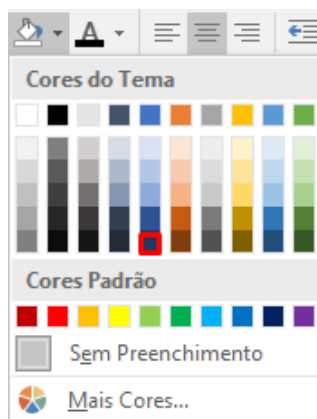 A
Cores do Tema
Cores Padrão
Sem Preenchimento
Mais Cores...